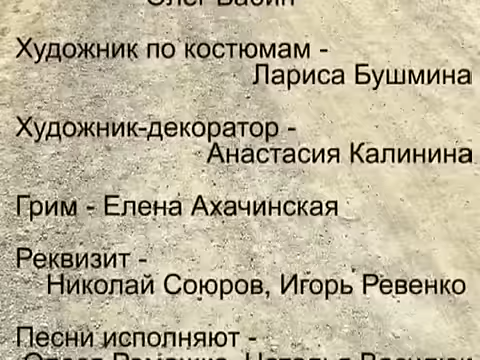 Художник по костюмам -
Лариса Бушмина
Художник-декоратор -
Анастасия Калинина
Грим - Елена Ахачинская
Реквизит -
Николай Союров, Игорь Ревенко
Песни исполняют -